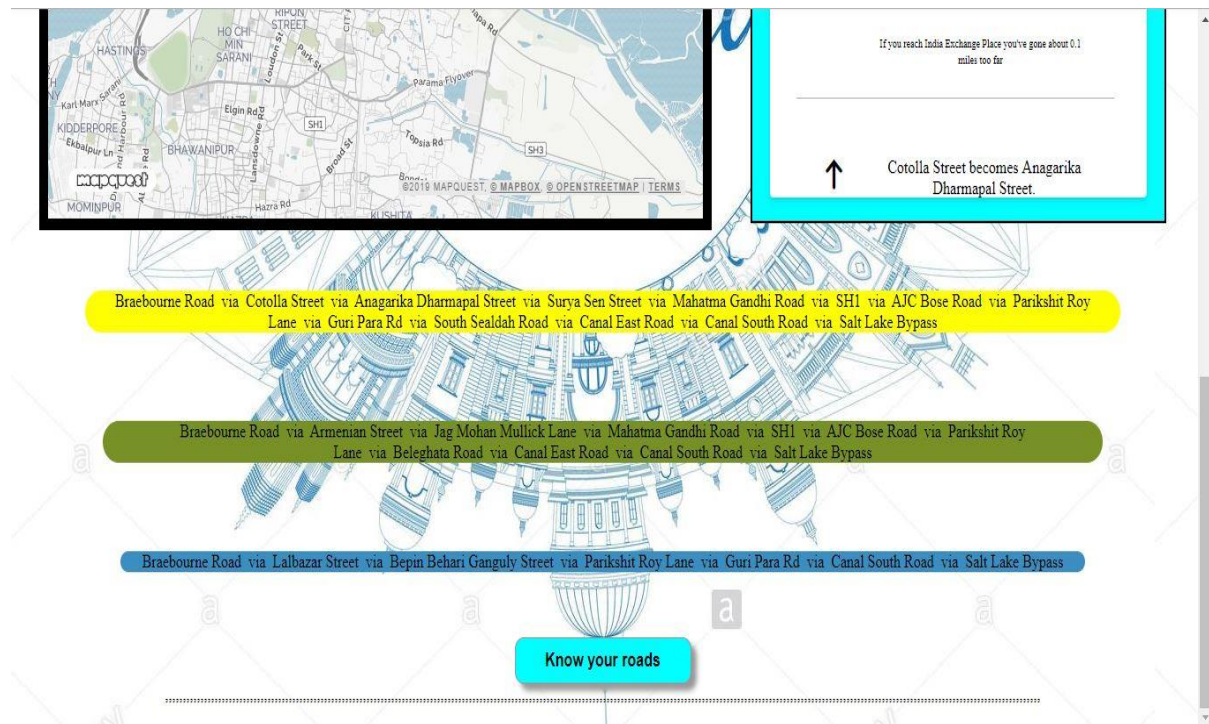 RIPON
STREET
HO CHI
MIN
SARANI
HASTINGS
Loudon St
Park St
Rd
Parama Flyover
Karl Marx Sarani
Elgin Rd
SH1
KIDDERPORE
Ekbalpur Ln
BHAWANIPUR
Lansdowne Rd
Broad St
Topsia Rd
SH3
mapquest
©2019 MAPQUEST, © MAPBOX, © OPENSTREETMAP | TERMS
MOMINPUR
Hazra Rd
KUSHITA
If you reach India Exchange Place you've gone about 0.1
miles too far
Cotolla Street becomes Anagarika
Dharmapal Street.
Braebourne Road via Cotolla Street via Anagarika Dharmapal Street via Surya Sen Street via Mahatma Gandhi Road via SH1 via AJC Bose Road via Parikshit Roy
Lane via Guri Para Rd via South Sealdah Road via Canal East Road via Canal South Road via Salt Lake Bypass
Braebourne Road via Armenian Street via Jag Mohan Mullick Lane via Mahatma Gandhi Road via SH1 via AJC Bose Road via Parikshit Roy
Lane via Beleghata Road via Canal East Road via Canal South Road via Salt Lake Bypass
Braebourne Road via Lalbazar Street via Bepin Behari Ganguly Street via Parikshit Roy Lane via Guri Para Rd via Canal South Road via Salt Lake Bypass
a
a
a
a
a
a
Know your roads